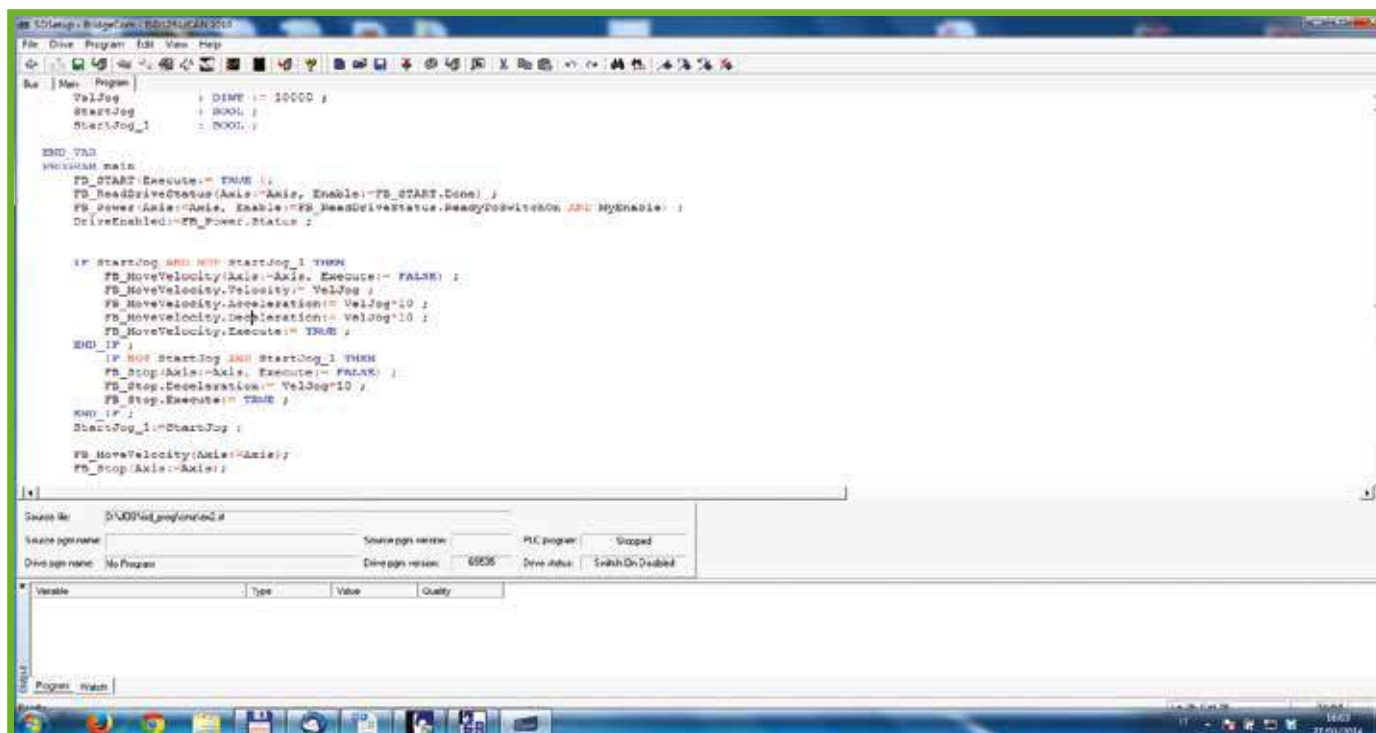 File Drive Program Edit View Help
Bus Main Program
VelJog : DINT := 10000 ;
StartJog : BOOL ;
StartJog_1 : BOOL ;
END_VAR
PROGRAM main
FB_START(Execute:= TRUE );
FB_ReadDriveStatus(Axis:=Axis, Enable:=FB_START.Done) ;
FB_Power(Axis:=Axis, Enable:=FB_ReadDriveStatus.ReadyToSwitchOn AND MyEnable) ;
DriveEnabled:=FB_Power.Status ;
IF StartJog AND NOT StartJog_1 THEN
FB_MoveVelocity(Axis:=Axis, Execute:= FALSE) ;
FB_MoveVelocity.Velocity:= VelJog ;
FB_MoveVelocity.Acceleration:= VelJog*10 ;
FB_MoveVelocity.Deceleration:= VelJog*10 ;
FB_MoveVelocity.Execute:= TRUE ;
END_IF ;
IF NOT StartJog AND StartJog_1 THEN
FB_Stop(Axis:=Axis, Execute:= FALSE) ;
FB_Stop.Deceleration:= VelJog*10 ;
FB_Stop.Execute:= TRUE ;
END_IF ;
StartJog_1:=StartJog ;
FB_MoveVelocity(Axis:=Axis);
FB_Stop(Axis:=Axis);
Source file:
Source pgm name: Source pgm version: PLC program: Stopped
Drive pgm name: No Program Drive pgm version: 65535 Drive status: Switch On Disabled
Variable Type Value Quality
Output
Program Watch
IT 16:03